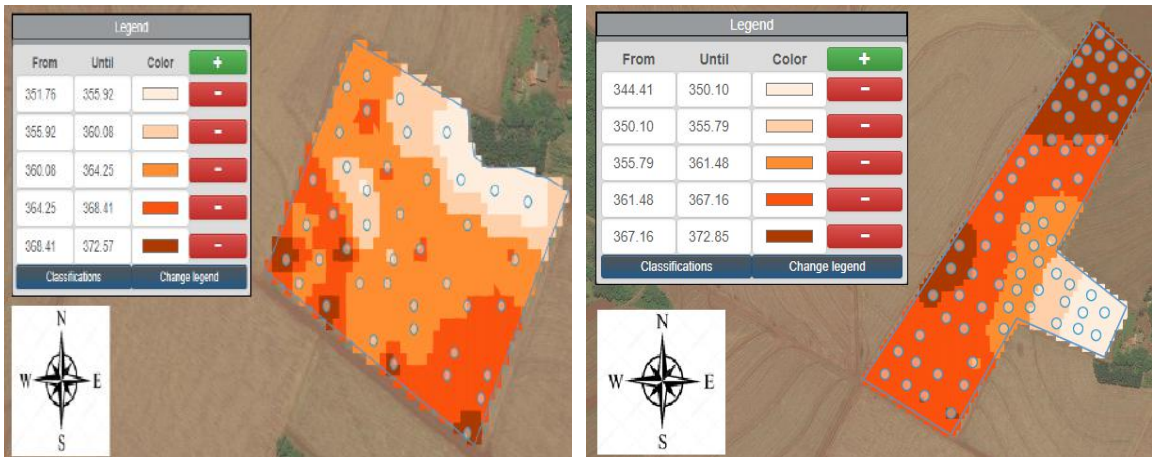 Legend
From Until Color +
351.76 355.92 -
355.92 360.08 -
360.08 364.25 -
364.25 368.41 -
368.41 372.57 -
Classifications Change legend
N
W E
S
Legend
From Until Color +
344.41 350.10 -
350.10 355.79 -
355.79 361.48 -
361.48 367.16 -
367.16 372.85 -
Classifications Change legend
N
W E
S